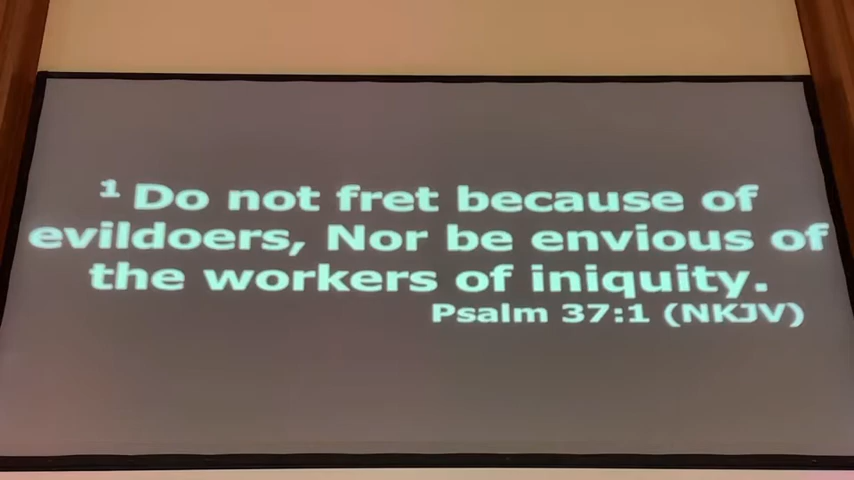 1 Do not fret because of
evildoers, Nor be envious of
the workers of iniquity.
Psalm 37:1 (NKJV)